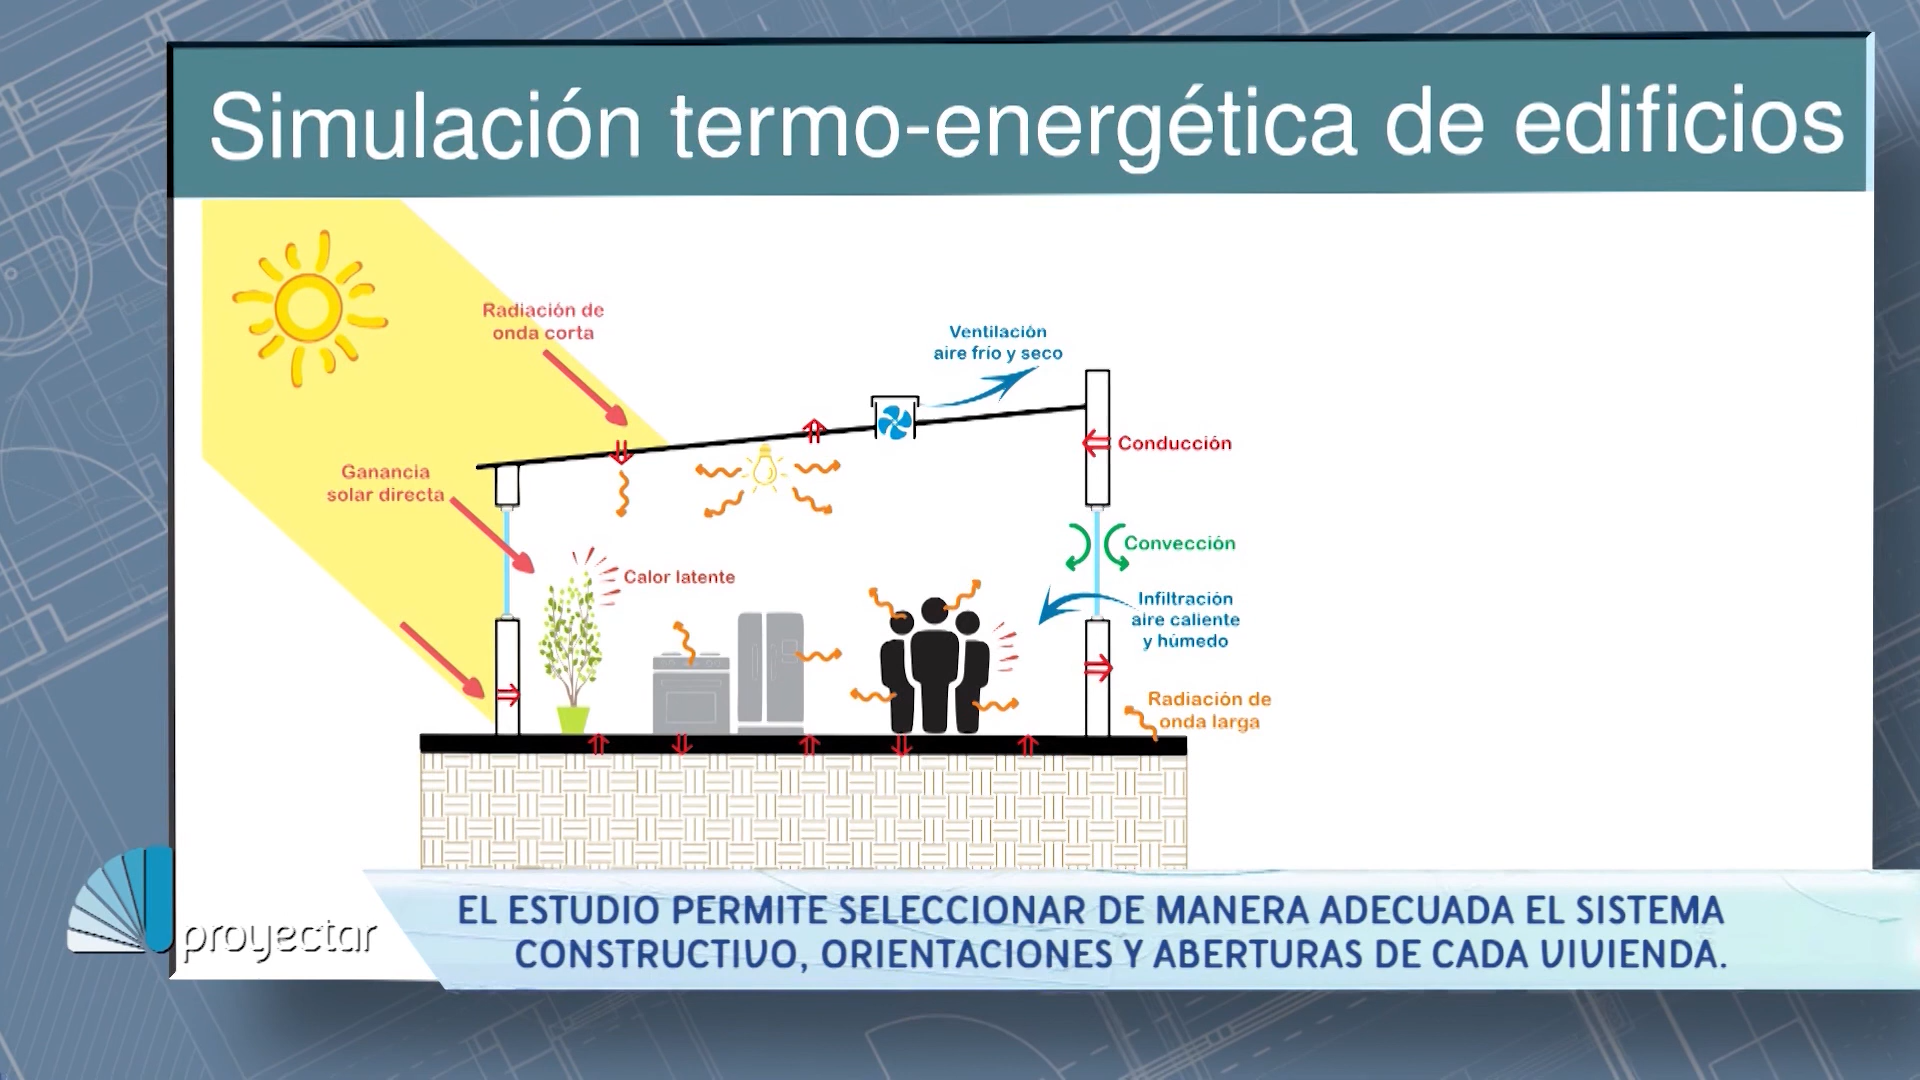 Simulación termo-energética de edificios
Radiación de
onda corta
Ventilación
aire frío y seco
Conducción
Ganancia
solar directa
Convección
Calor latente
Infiltración
aire caliente
y húmedo
Radiación de
onda larga
proyectar
EL ESTUDIO PERMITE SELECCIONAR DE MANERA ADECUADA EL SISTEMA
CONSTRUCTIVO, ORIENTACIONES Y ABERTURAS DE CADA VIVIENDA.